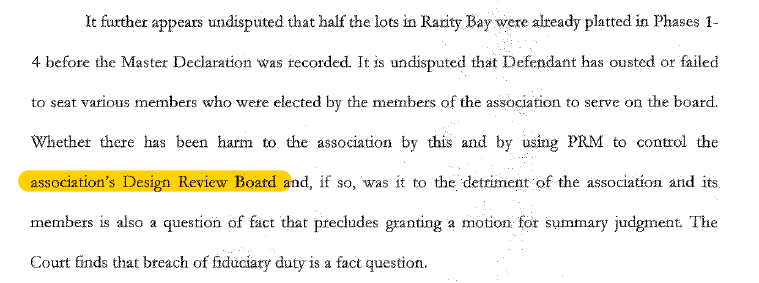 It further appears undisputed that half the lots in Rarity Bay were already platted in Phases 1-
4 before the Master Declaration was recorded. It is undisputed that Defendant has ousted or failed
to seat various members who were elected by the members of the association to serve on the board.
Whether there has been harm to the association by this and by using PRM to control the
association's Design Review Board and, if so, was it to the detriment of the association and its
members is also a question of fact that precludes granting a motion for summary judgment. The
Court finds that breach of fiduciary duty is a fact question.